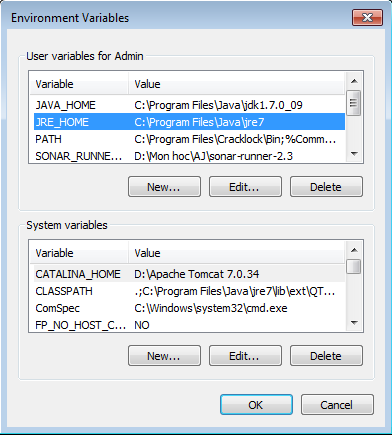 Environment Variables
User variables for Admin
Variable Value
JAVA_HOME C:\Program Files\Java\jdk1.7.0_09
JRE_HOME C:\Program Files\Java\jre7
PATH C:\Program Files\Cracklock\Bin;%Comm...
SONAR_RUNNE... D:\Mon hoc\AJ\sonar-runner-2.3
New... Edit... Delete
System variables
Variable Value
CATALINA_HOME D:\Apache Tomcat 7.0.34
CLASSPATH .;C:\Program Files\Java\jre7\lib\ext\QT...
ComSpec C:\Windows\system32\cmd.exe
FP_NO_HOST_C... NO
New... Edit... Delete
OK Cancel